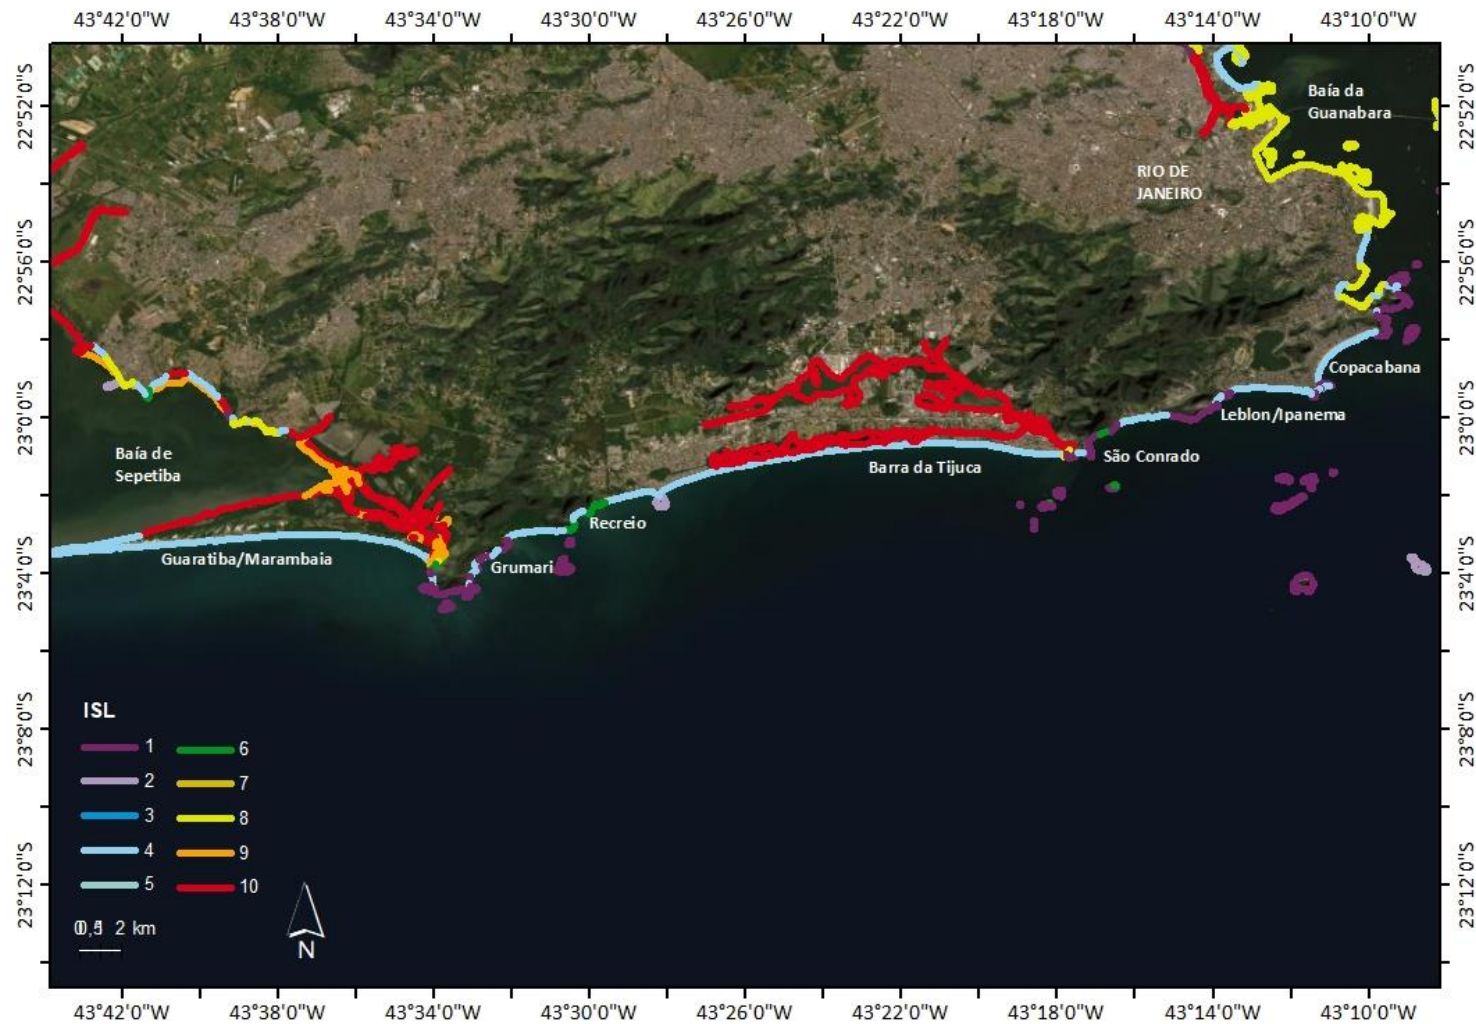 43°42'0"W 43°38'0"W 43°34'0"W 43°30'0"W 43°26'0"W 43°22'0"W 43°18'0"W 43°14'0"W 43°10'0"W
22°52'0"S
22°56'0"S
23°0'0"S
23°4'0"S
23°8'0"S
23°12'0"S
Baía da
Guanabara
RIO DE
JANEIRO
Copacabana
Leblon/Ipanema
São Conrado
Barra da Tijuca
Baía de
Sepetiba
Recreio
Guaratiba/Marambaia
Grumari
ISL
1 6
2 7
3 8
4 9
5 10
2 km
N
22°52'0"S
22°56'0"S
23°0'0"S
23°4'0"S
23°8'0"S
23°12'0"S
43°42'0"W 43°38'0"W 43°34'0"W 43°30'0"W 43°26'0"W 43°22'0"W 43°18'0"W 43°14'0"W 43°10'0"W